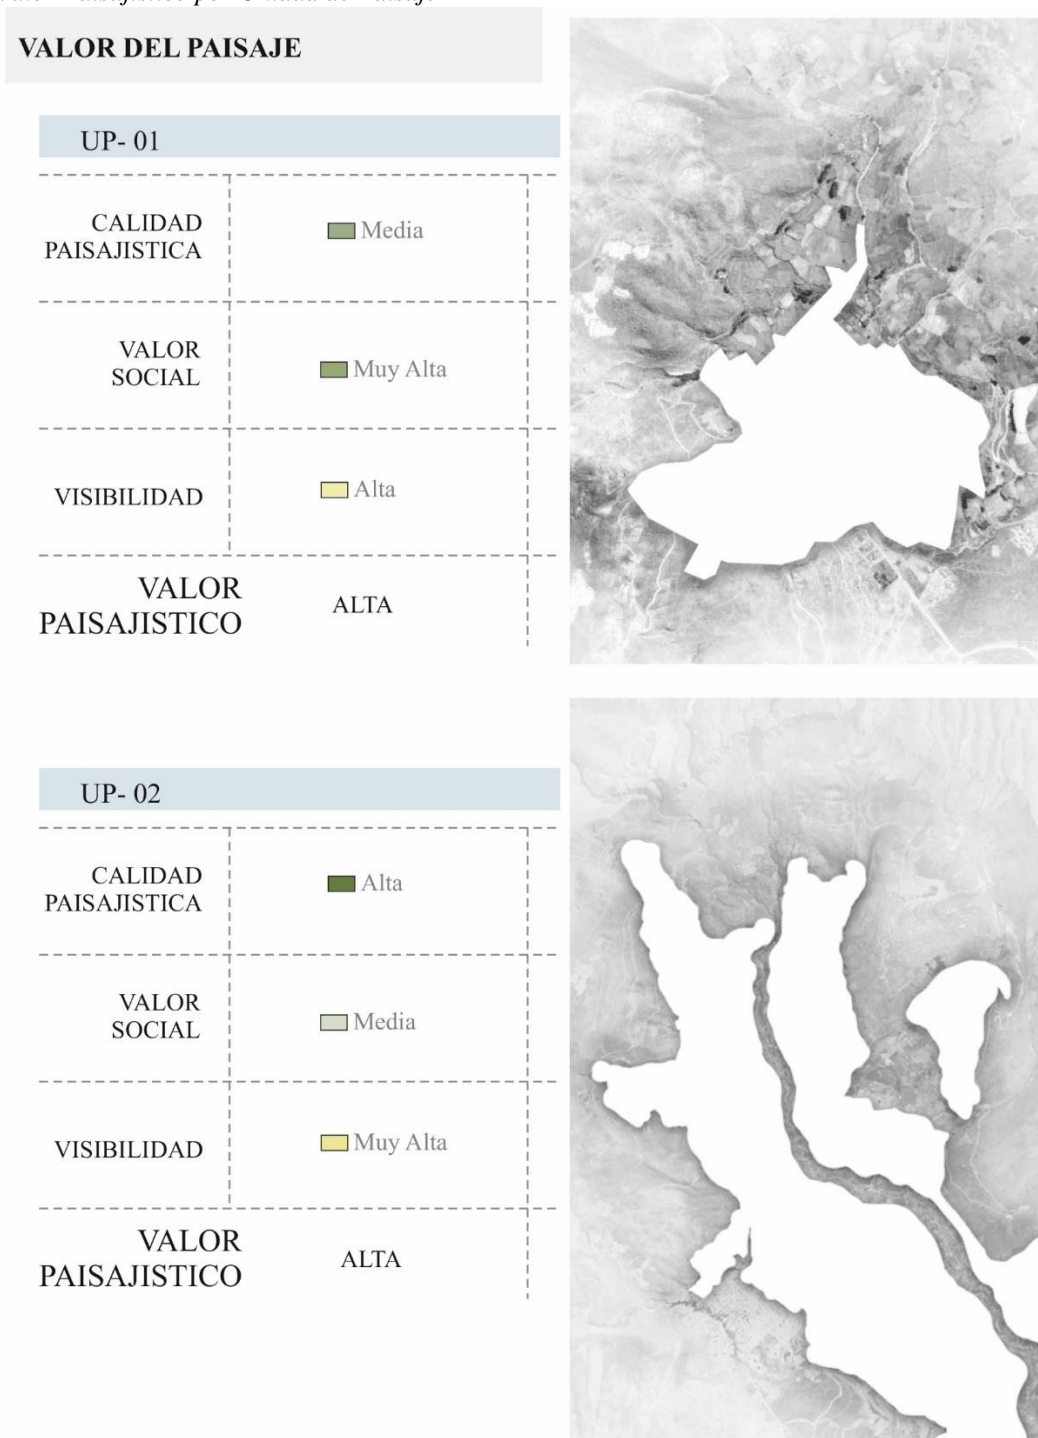 VALOR DEL PAISAJE
UP- 01
CALIDAD
PAISAJISTICA
Media
VALOR
SOCIAL
Muy Alta
VISIBILIDAD
Alta
VALOR
PAISAJISTICO
ALTA
UP- 02
CALIDAD
PAISAJISTICA
Alta
VALOR
SOCIAL
Media
VISIBILIDAD
Muy Alta
VALOR
PAISAJISTICO
ALTA